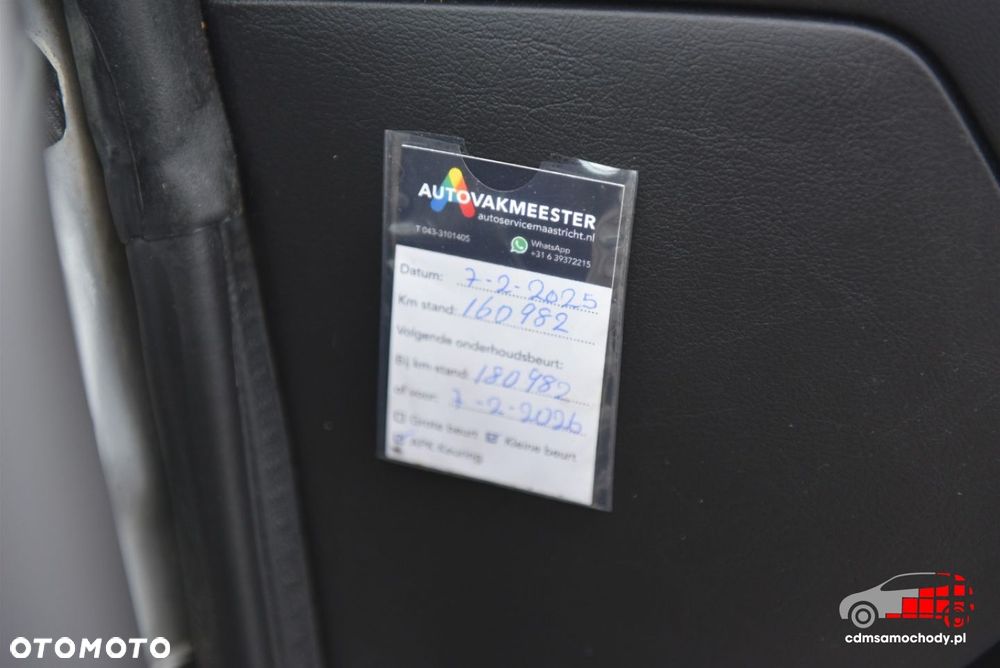 AUTOVAKMEESTER
autoservicemaastricht.nl
T 043-3101405
WhatsApp
+31 6 39372215
Datum: 7-2-2025
Km stand: 160982
Volgende onderhoudsbeurt:
Bij km-stand: 180982
of voor: 7-2-2026
Grote beurt Kleine beurt
APK Keuring
OTOMOTO
cdmsamochody.pl